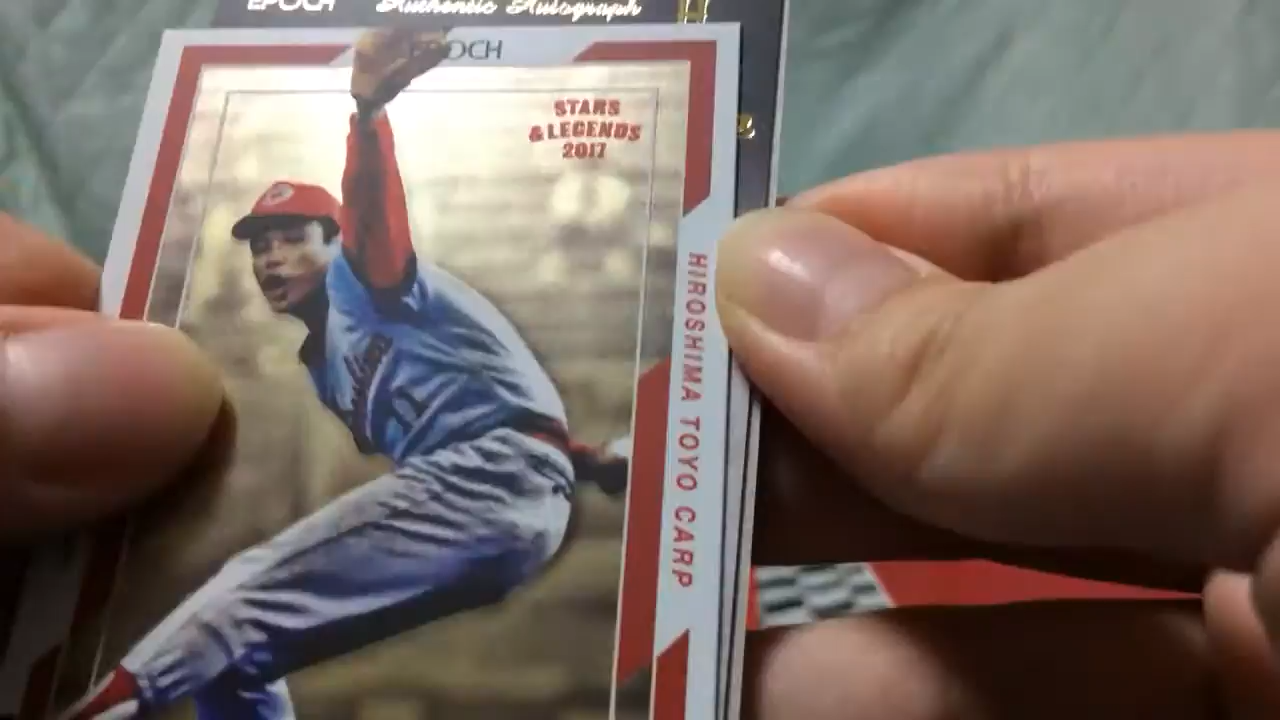 EPOCH Authentic Autograph
EPOCH
STARS
& LEGENDS
2017
HIROSHIMA TOYO CARP